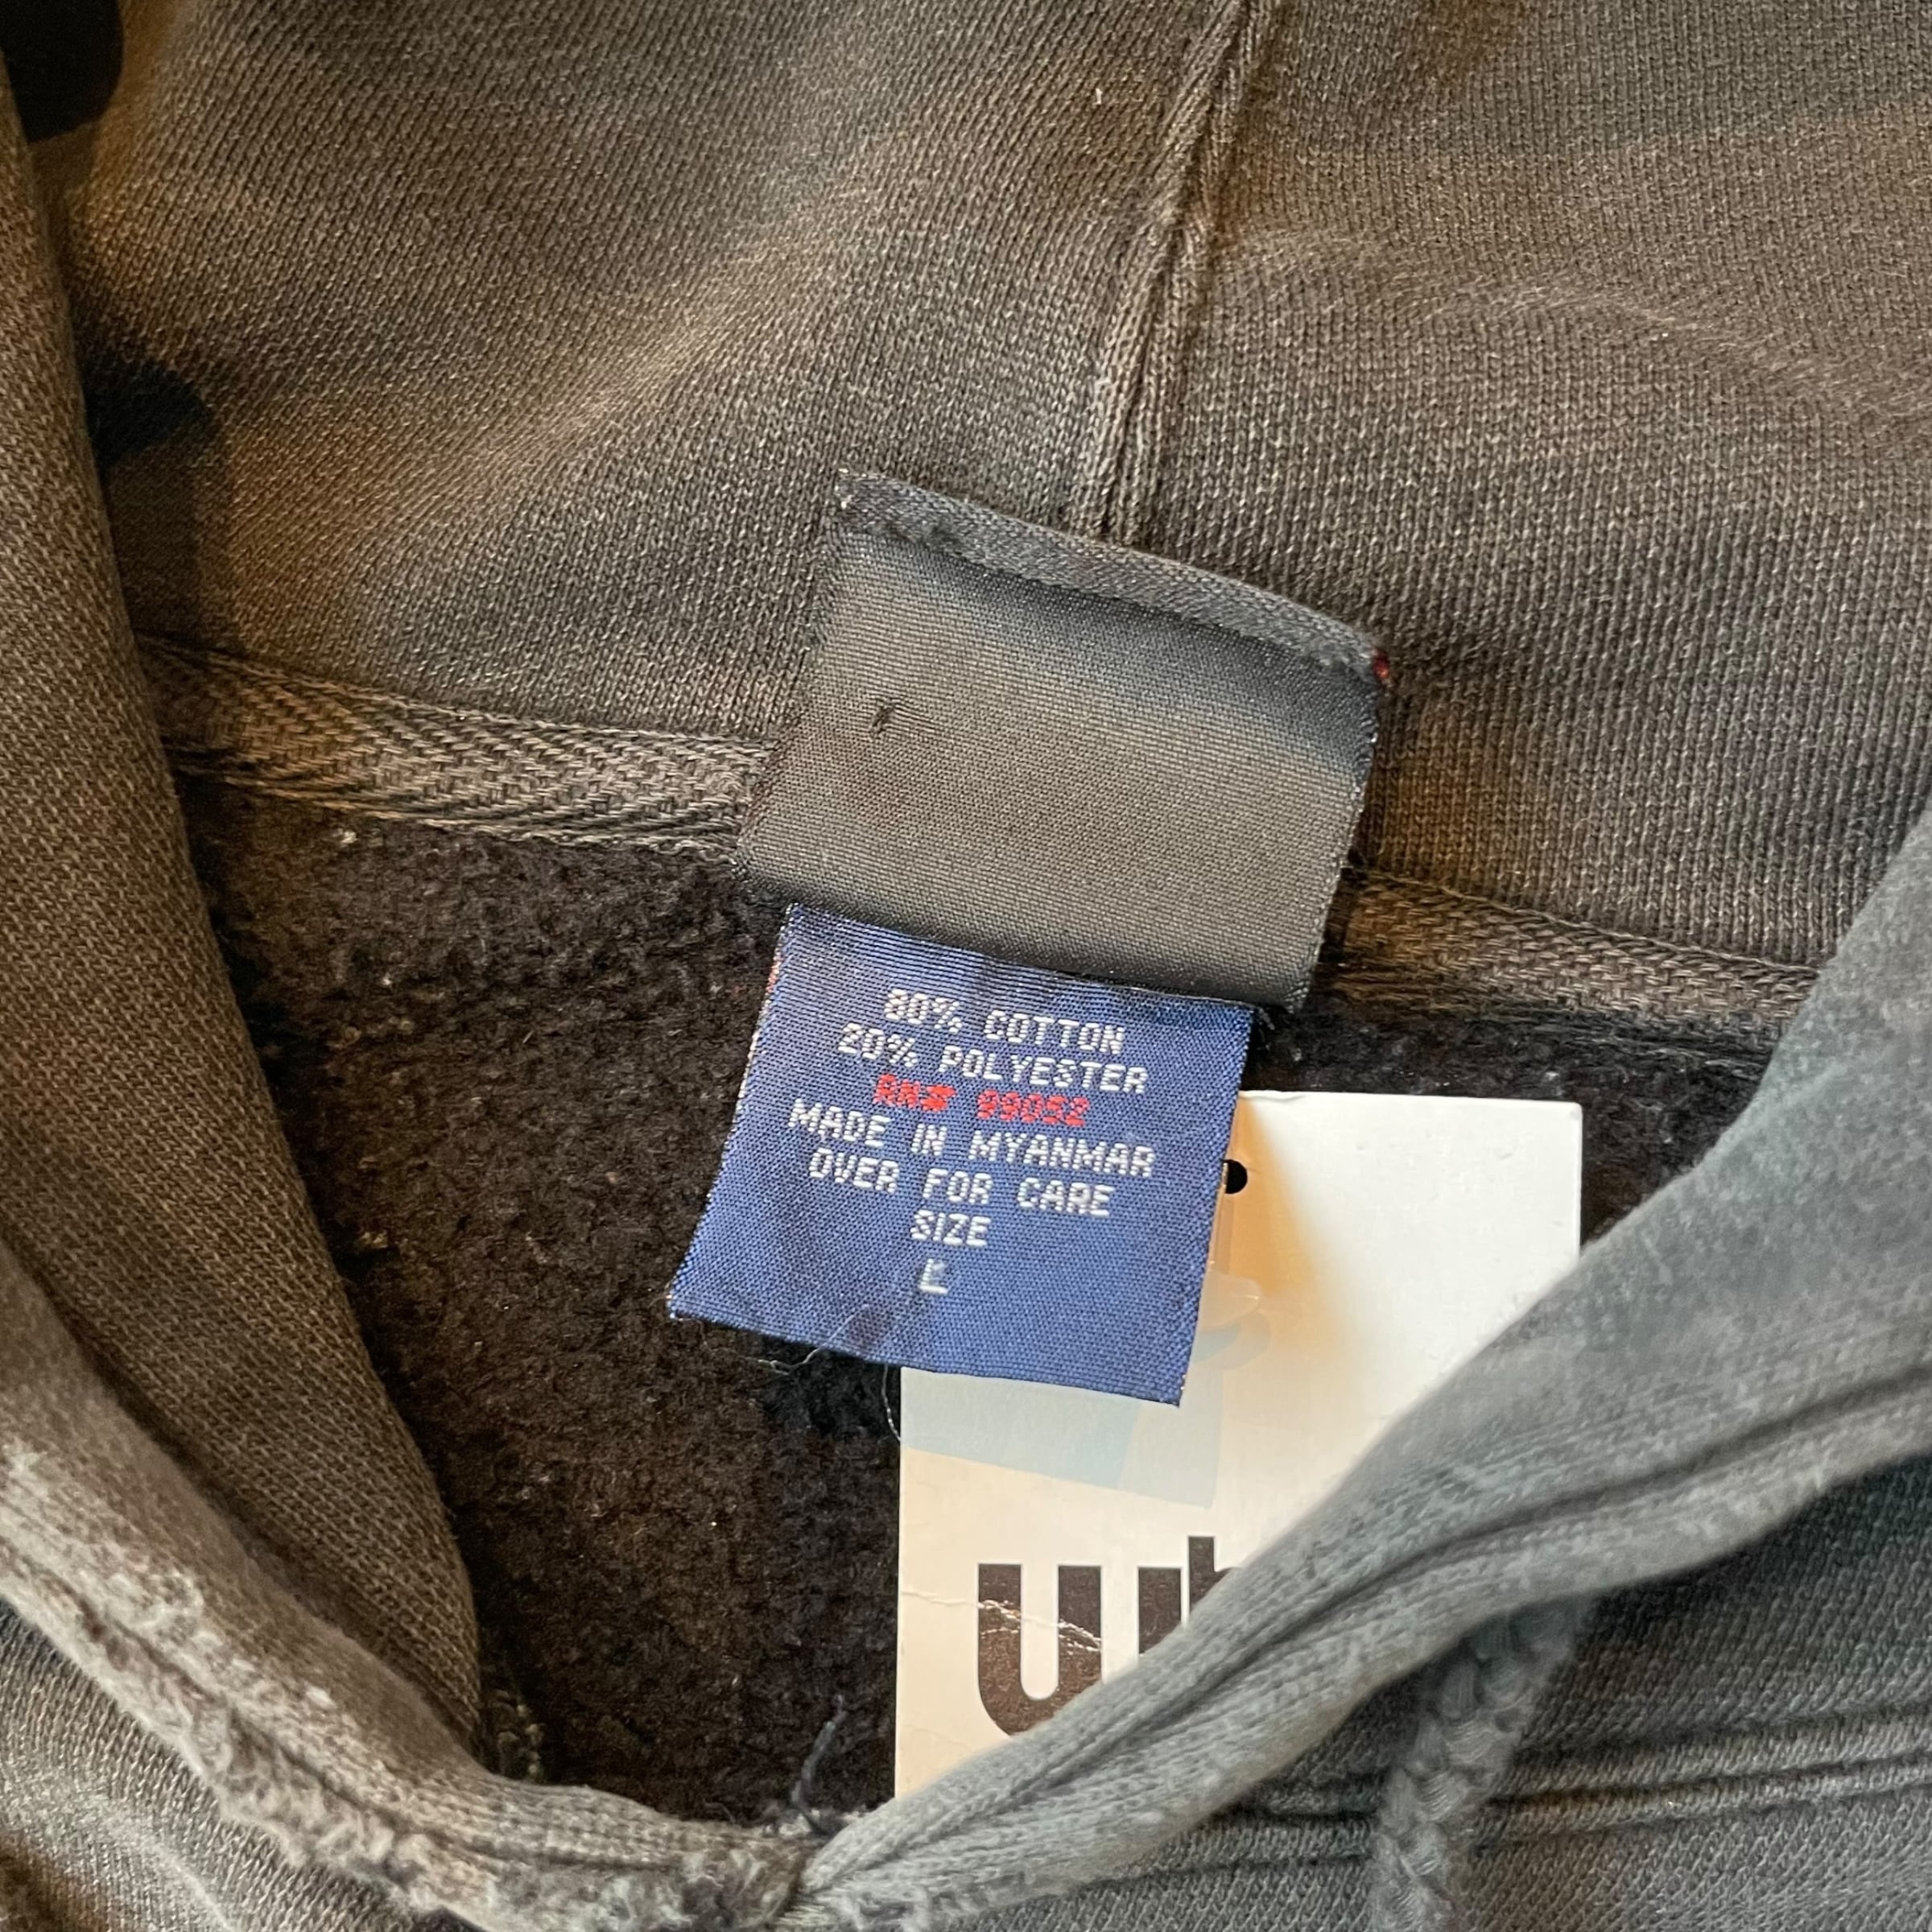 80% COTTON
20% POLYESTER
RN# 99052
MADE IN MYANMAR
OVER FOR CARE
SIZE
L